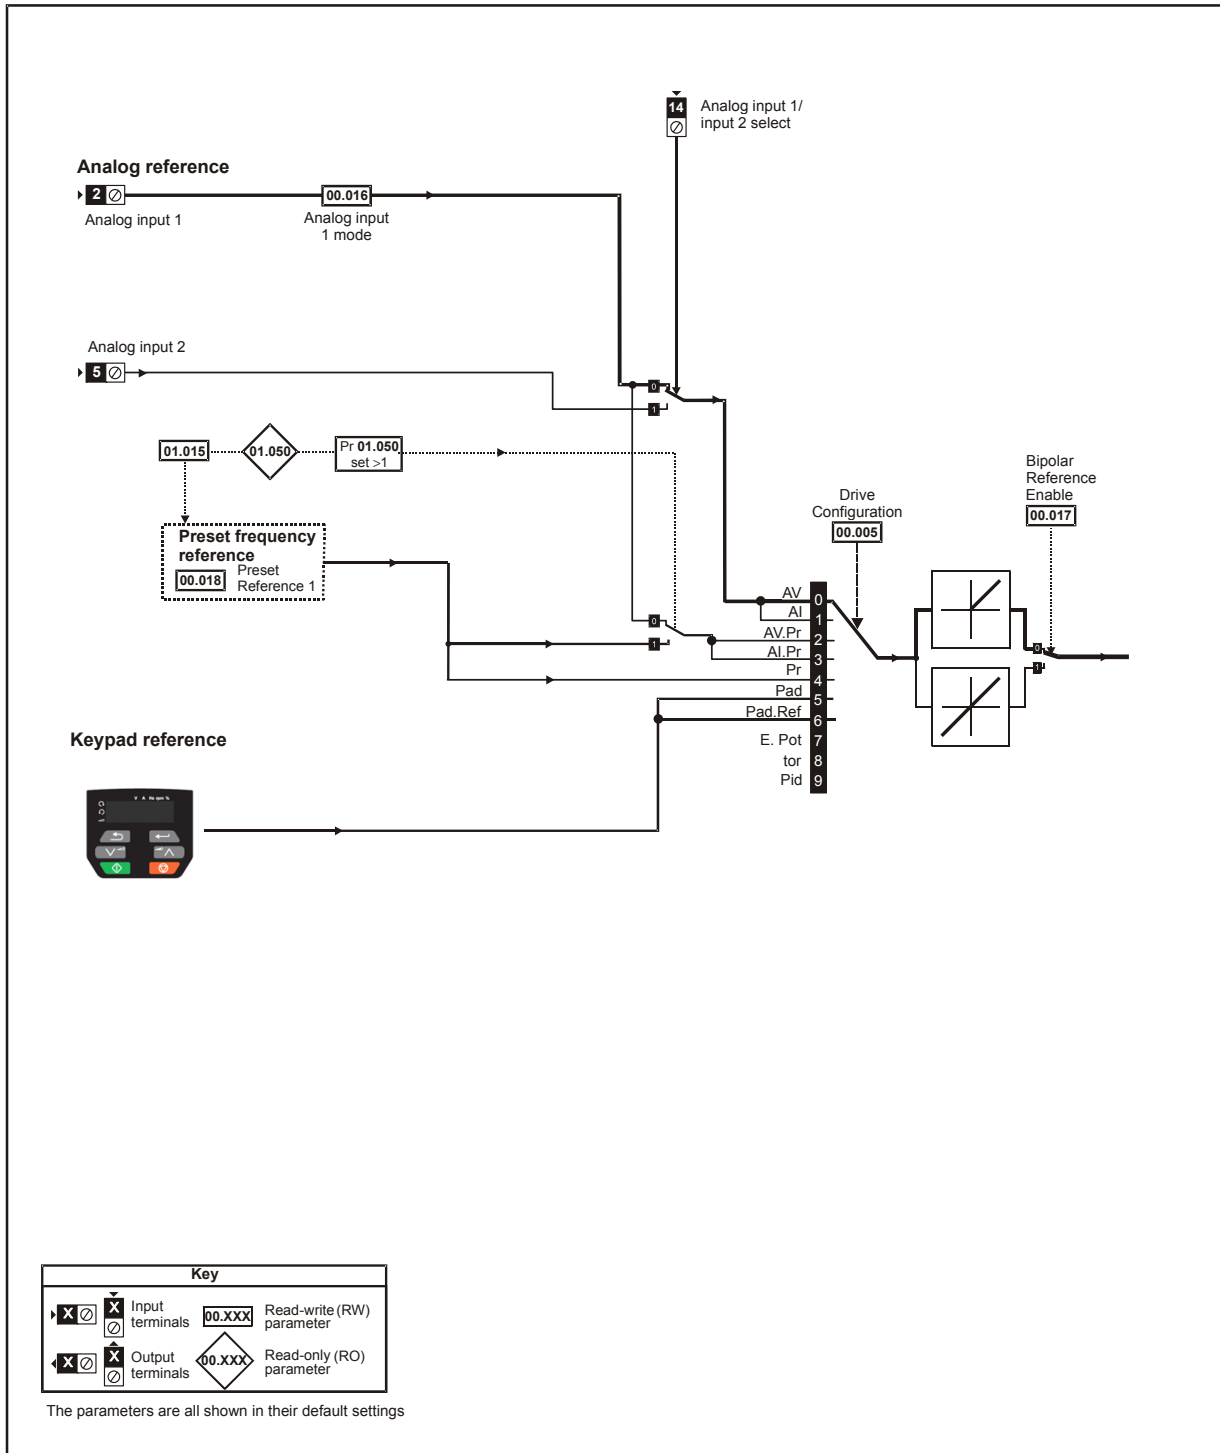 14
Analog input 1/
input 2 select
Analog reference
2
00.016
Analog input 1
Analog input
1 mode
Analog input 2
5
0
1
01.015
01.050
Pr 01.050
set >1
Preset frequency
reference
00.018
Preset
Reference 1
0
1
Drive
Configuration
00.005
Bipolar
Reference
Enable
00.017
AV 0
AI 1
AV.Pr 2
AI.Pr 3
Pr 4
Pad 5
Pad.Ref 6
E. Pot 7
tor 8
Pid 9
0
1
Keypad reference
V A Hz rpm %
Key
X
X
Input
terminals
00.XXX
Read-write (RW)
parameter
X
X
Output
terminals
00.XXX
Read-only (RO)
parameter
The parameters are all shown in their default settings